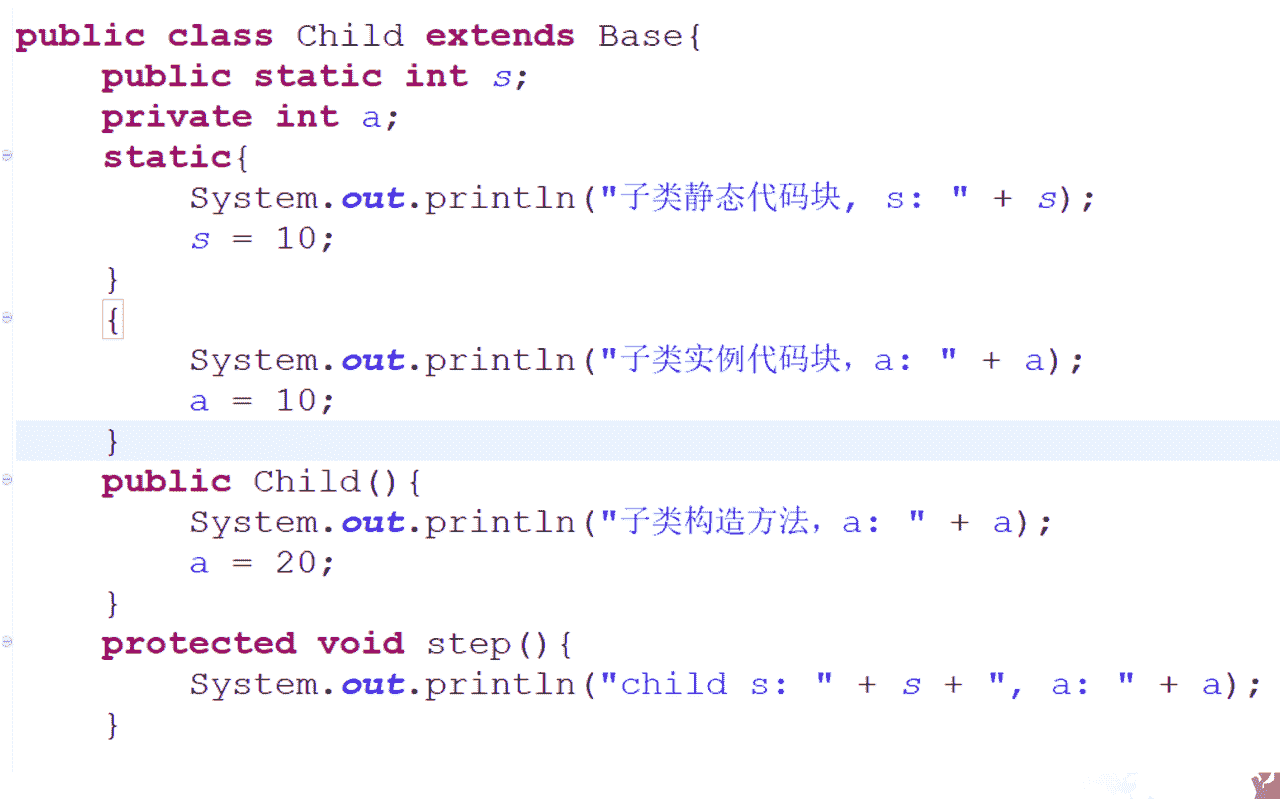 public class Child extends Base{
public static int s;
private int a;
static{
System.out.println("子类静态代码块, s: " + s);
s = 10;
}
{
System.out.println("子类实例代码块，a: " + a);
a = 10;
}
public Child(){
System.out.println("子类构造方法，a: " + a);
a = 20;
}
protected void step(){
System.out.println("child s: " + s + ", a: " + a);
}